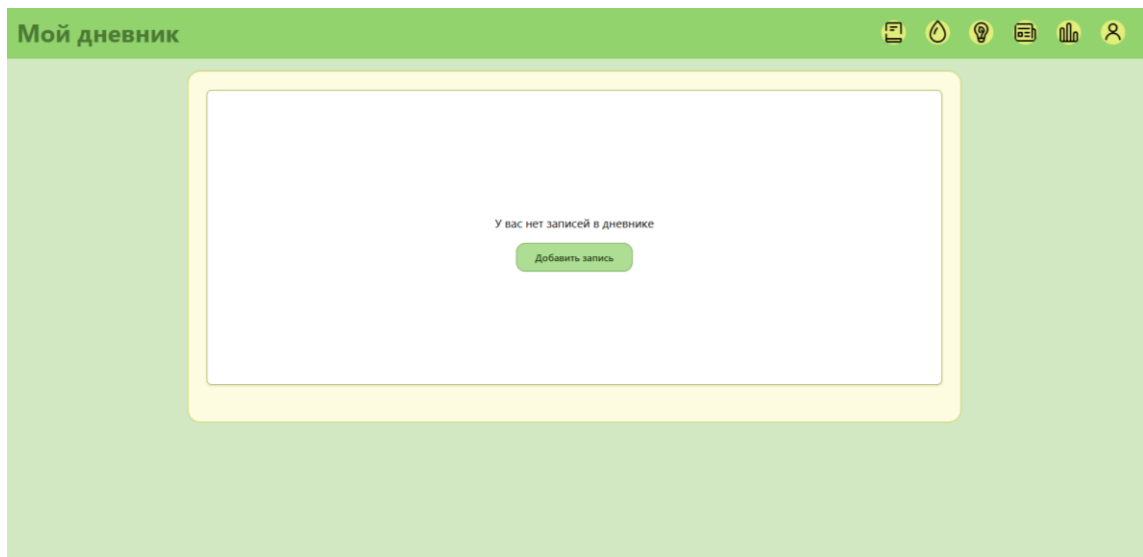 Мой дневник
У вас нет записей в дневнике
Добавить запись